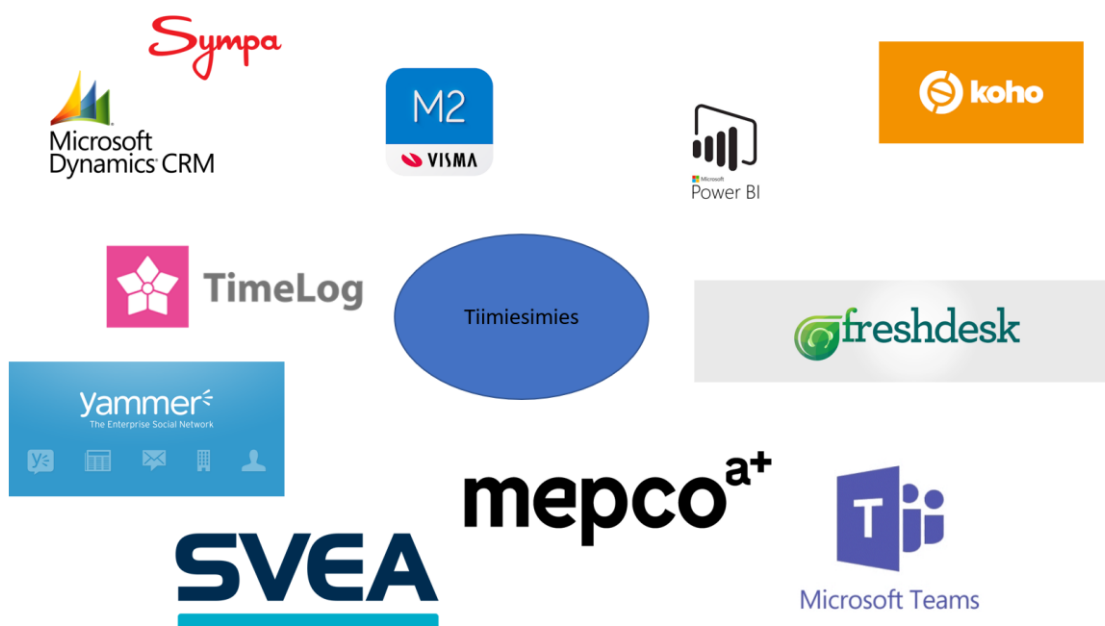 Sympa
Microsoft
Dynamics CRM
M2
VISMA
Microsoft
Power BI
koho
TimeLog
Tiimiesimies
freshdesk
yammer
The Enterprise Social Network
y
mepco a+
SVEA
T
Microsoft Teams